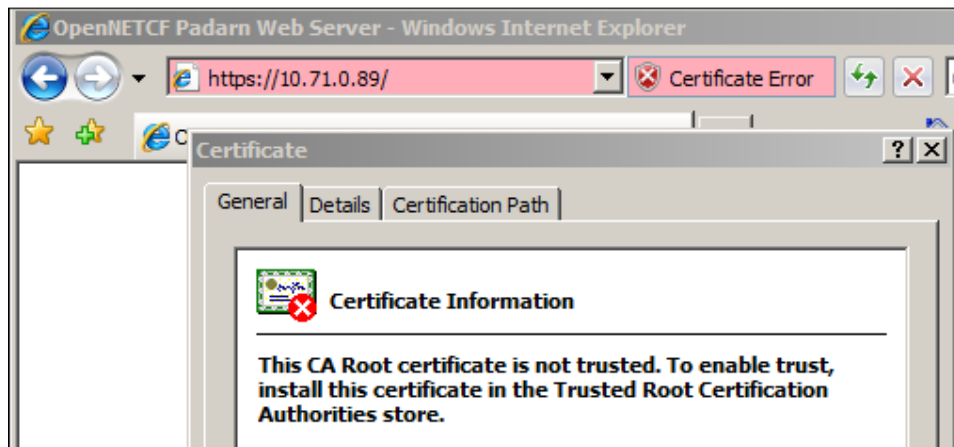 OpenNETCF Padarn Web Server - Windows Internet Explorer
https://10.71.0.89/
Certificate Error
Certificate
General Details Certification Path
Certificate Information
This CA Root certificate is not trusted. To enable trust,
install this certificate in the Trusted Root Certification
Authorities store.